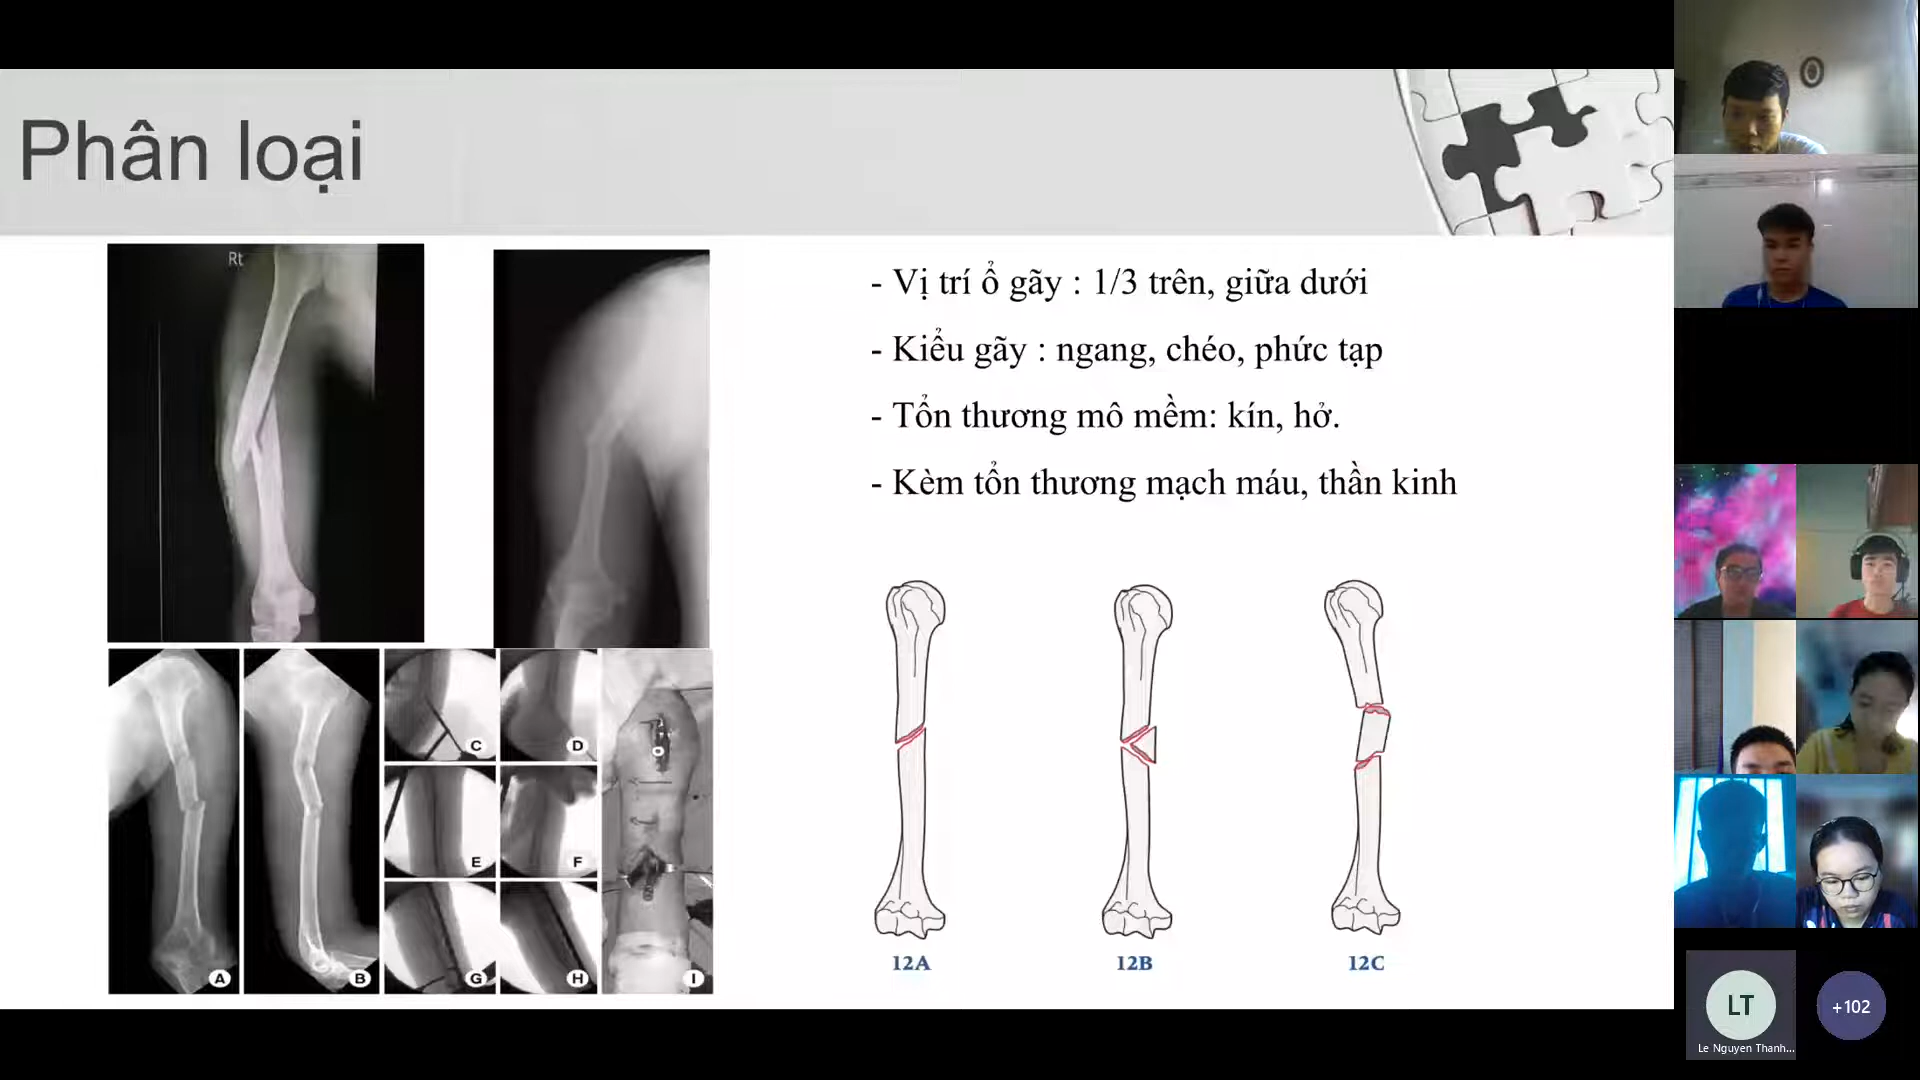 Phân loại
Rt
- Vị trí ổ gãy : 1/3 trên, giữa dưới
- Kiểu gãy : ngang, chéo, phức tạp
- Tổn thương mô mềm: kín, hở.
- Kèm tổn thương mạch máu, thần kinh
A
B
C
D
E
F
G
H
I
12A
12B
12C
LT
Le Nguyen Thanh...
+102